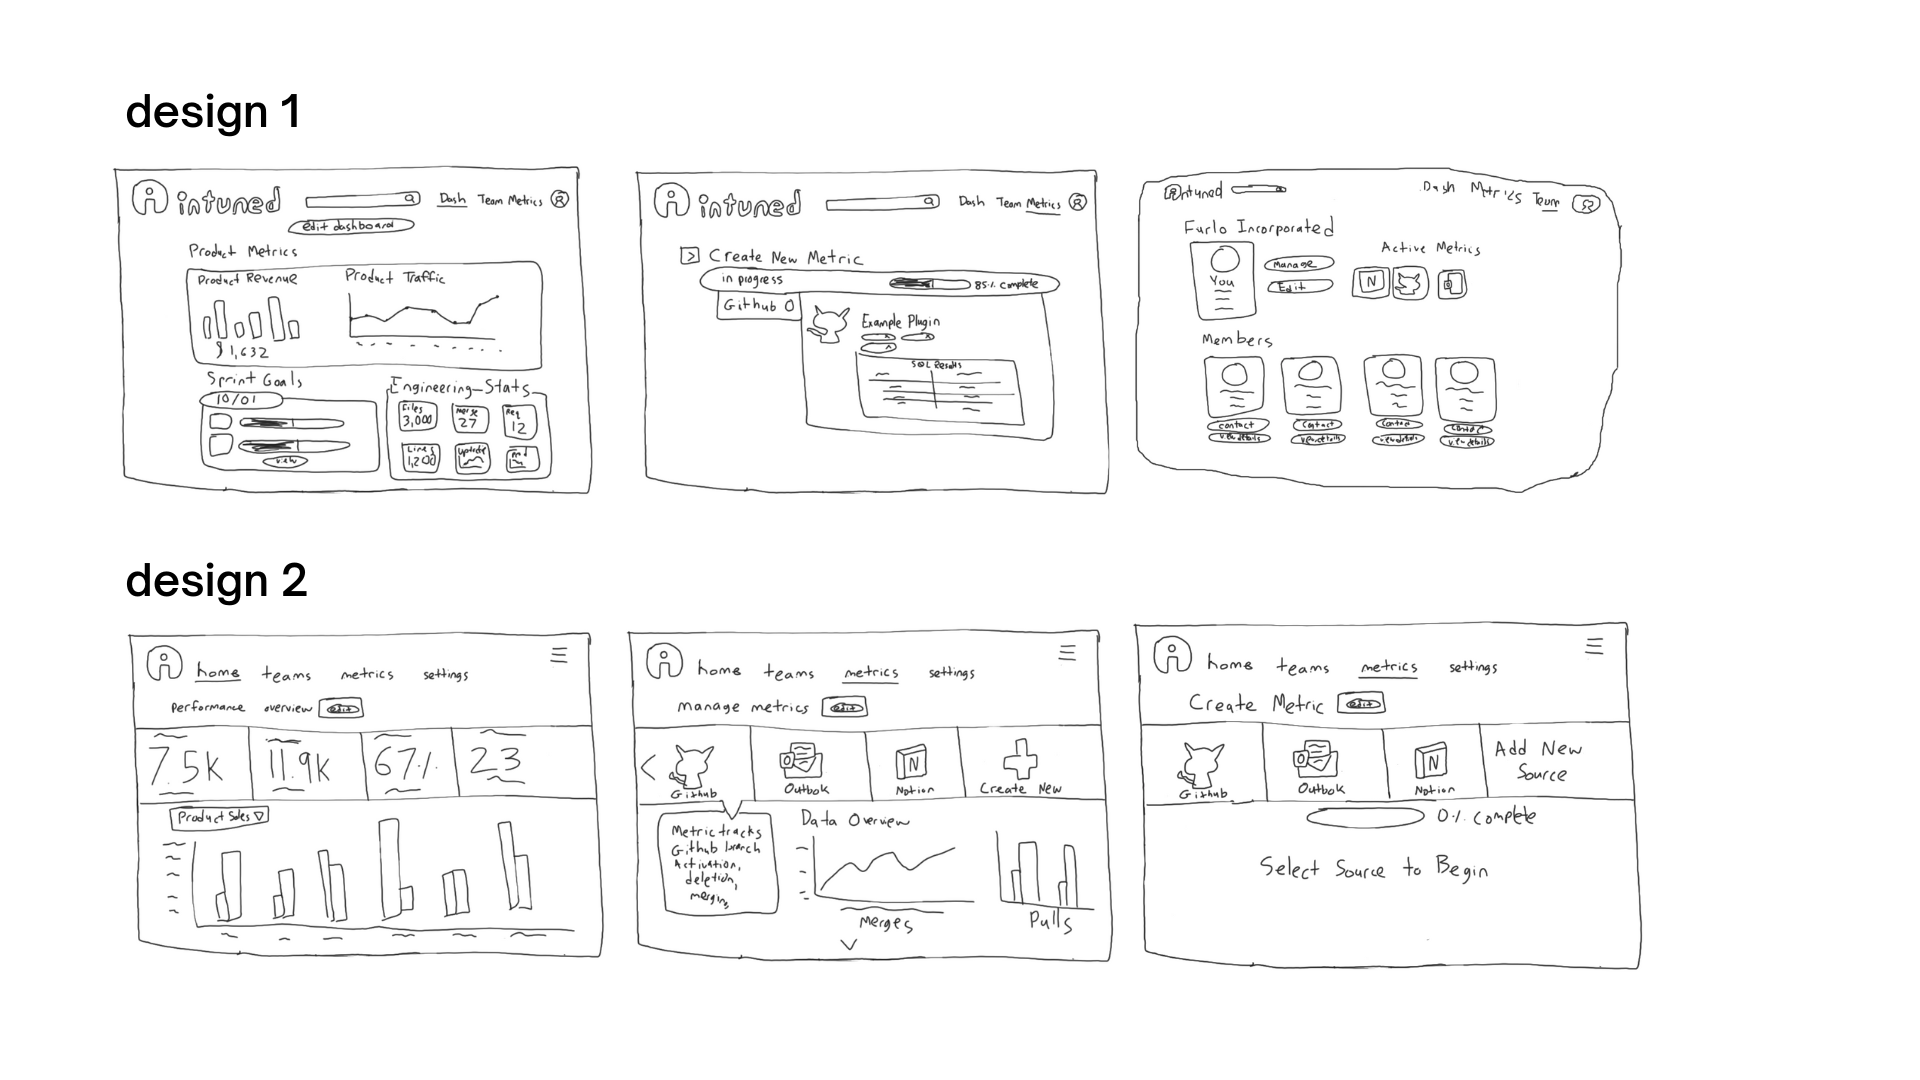 design 1
intuned
Dash Team Metrics
edit dashboard
Product Metrics
Product Revenue
Product Traffic
$1,632
Sprint Goals
10/01
view
Engineering Stats
Files
3,000
Merge
27
Req
12
Lines
1,200
update
intuned
Dash Team Metrics
Create New Metric
in progress
85% complete
Github
Example Plugin
SQL Results
intuned
Dash Metrics Team
Furlo Incorporated
You
Manage
Edit
Active Metrics
N
Members
contact
view details
contact
view details
contact
view details
contact
view details
design 2
home teams metrics settings
performance overview edit
7.5k 11.9k 67% 23
Product Sales
home teams metrics settings
manage metrics edit
Github
Outlook
N
Notion
Create New
Metric tracks
Github branch
Activation,
deletion,
merging
Data Overview
Merges
Pulls
home teams metrics settings
Create Metric edit
Github
Outlook
N
Notion
Add New
Source
0% complete
Select Source to Begin